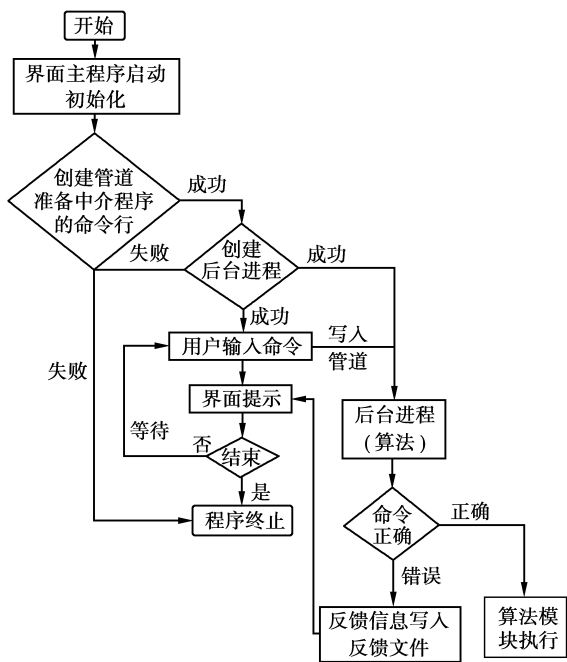 开始
界面主程序启动
初始化
创建管道
准备中介程序
的命令行
成功
创建
后台进程
失败
成功
成功
用户输入命令
写入
管道
失败
界面提示
后台进程
(算法)
等待
否
结束
是
程序终止
命令
正确
正确
错误
反馈信息写入
反馈文件
算法模
块执行